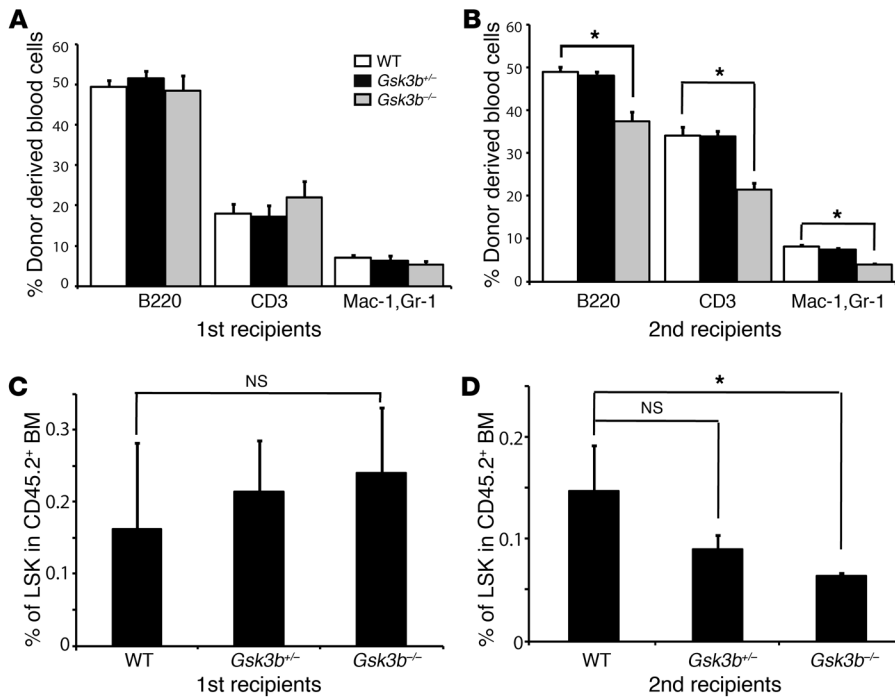 A
% Donor derived blood cells
60
50
40
30
20
10
0
WT
Gsk3b+/–
Gsk3b–/–
B220 CD3 Mac-1,Gr-1
1st recipients
B
% Donor derived blood cells
60
50
40
30
20
10
0
*
*
*
B220 CD3 Mac-1,Gr-1
2nd recipients
C
% of LSK in CD45.2+ BM
0.3
0.2
0.1
0
NS
WT Gsk3b+/– Gsk3b–/–
1st recipients
D
% of LSK in CD45.2+ BM
0.2
0.1
0
*
NS
WT Gsk3b+/– Gsk3b–/–
2nd recipients